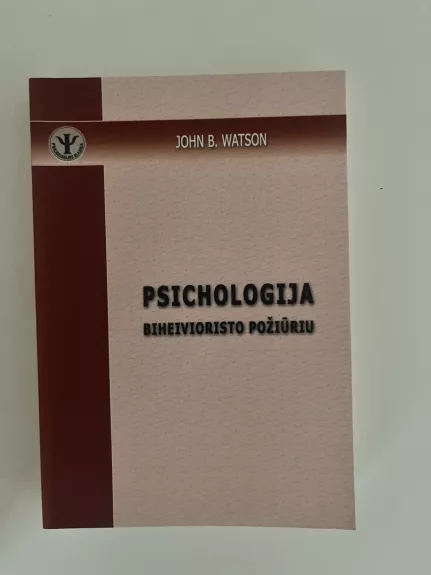 JOHN B. WATSON
PSICHOLOGIJA
BIHEIVIORISTO POŽIŪRIU